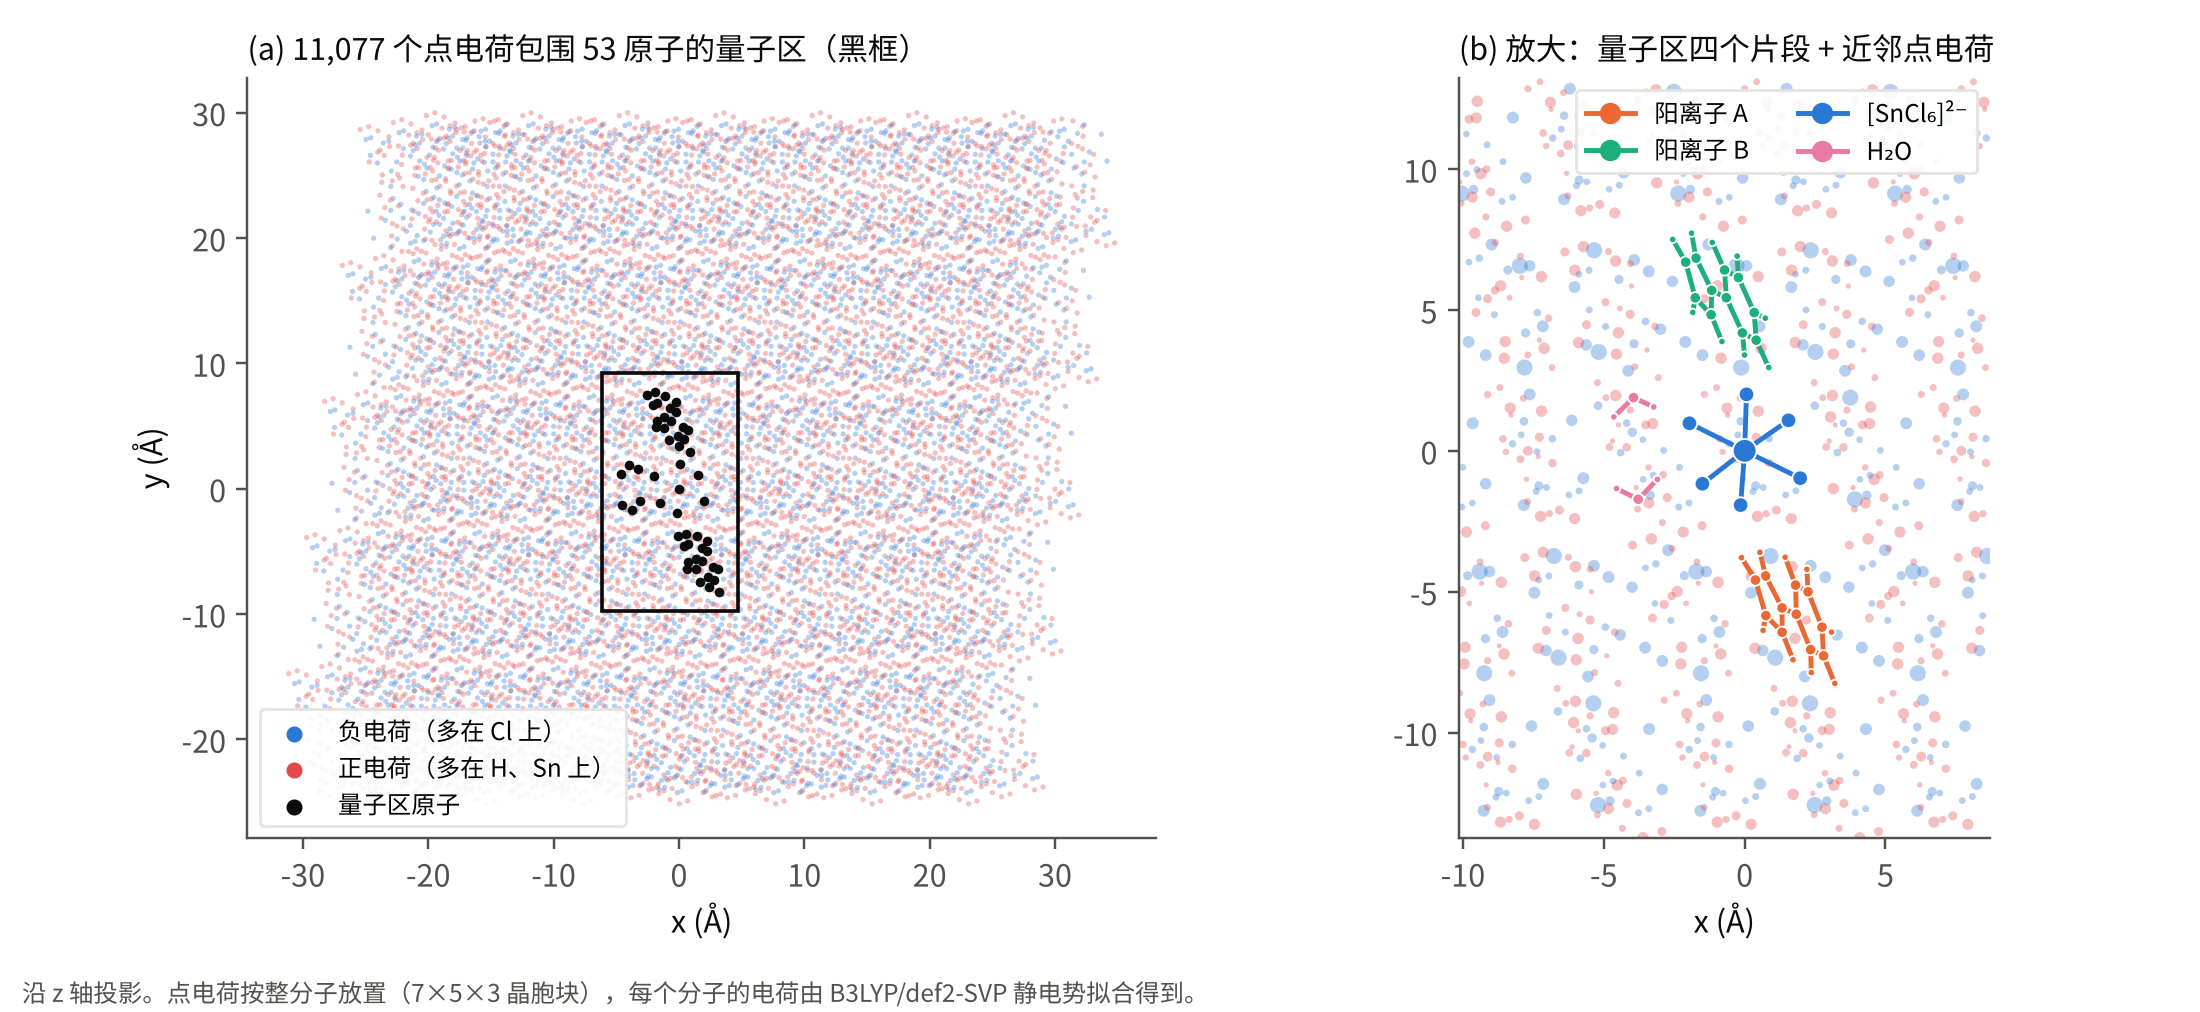 (a) 11,077 个点电荷包围 53 原子的量子区（黑框）
30
20
10
0
-10
-20
y (Å)
负电荷（多在 Cl 上）
正电荷（多在 H、Sn 上）
量子区原子
-30
-20
-10
0
10
20
30
x (Å)
(b) 放大：量子区四个片段 + 近邻点电荷
阳离子 A
[SnCl₆]²⁻
阳离子 B
H₂O
10
5
0
-5
-10
-10
-5
0
5
x (Å)
沿 z 轴投影。点电荷按整分子放置（7×5×3 晶胞块），每个分子的电荷由 B3LYP/def2-SVP 静电势拟合得到。